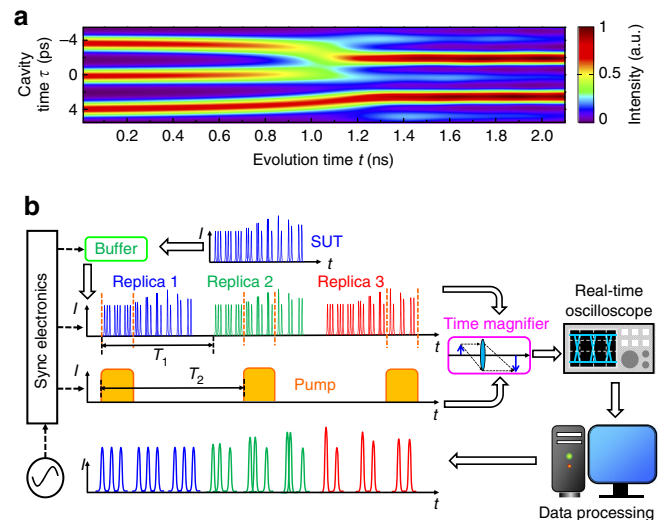 a
Cavity
time τ (ps)
−4
0
4
0.2 0.4 0.6 0.8 1.0 1.2 1.4 1.6 1.8 2.0
Evolution time t (ns)
1
0.5
0
Intensity (a.u.)
b
Sync electronics
Buffer
I
SUT
t
Replica 1 Replica 2 Replica 3
I
T1
t
T2
Pump
t
I
t
Time magnifier
Real-time
oscilloscope
Data processing